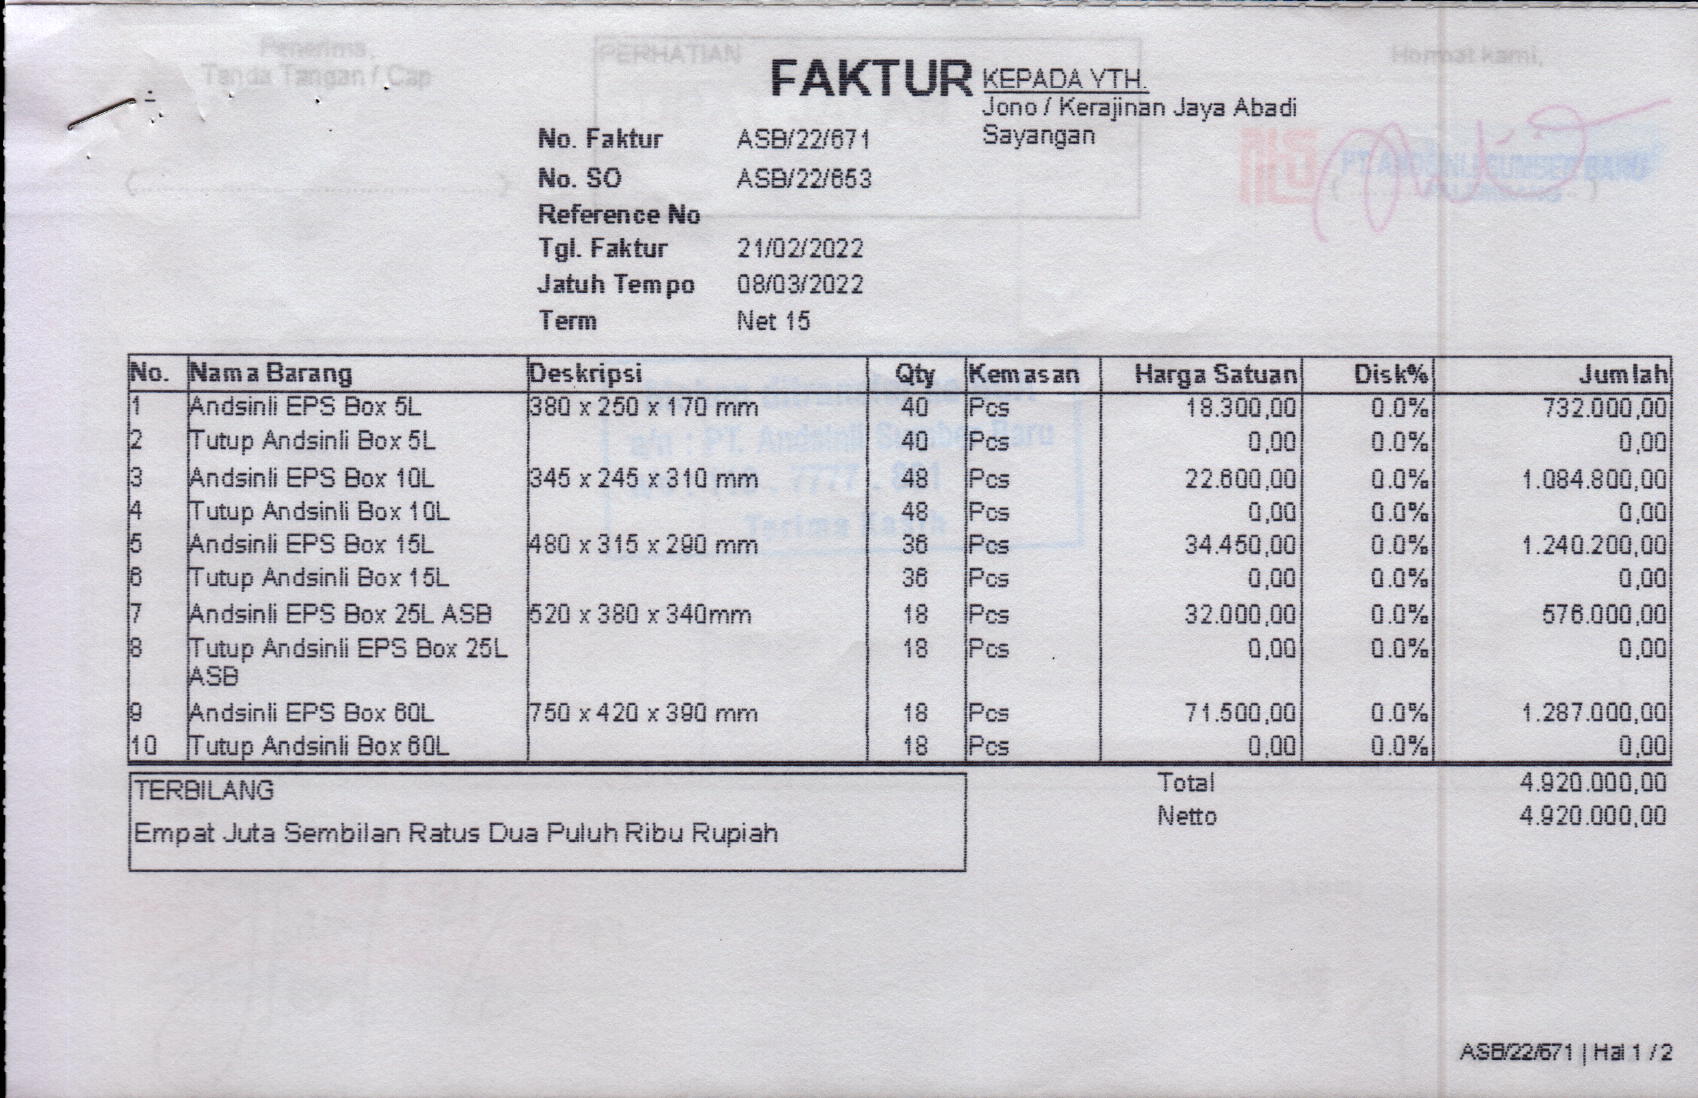 Penerima,
Tanda Tangan / Cap
PERHATIAN
Hormat kami,
FAKTUR
KEPADA YTH.
Jono / Kerajinan Jaya Abadi
Sayangan
No. Faktur ASB/22/671
No. SO ASB/22/653
Reference No
Tgl. Faktur 21/02/2022
Jatuh Tempo 08/03/2022
Term Net 15
PT. ANDSINLI SUMBER BARU
PALEMBANG
No. Nama Barang Deskripsi Qty Kemasan Harga Satuan Disk% Jumlah
1 Andsinli EPS Box 5L 380 x 250 x 170 mm 40 Pcs 18.300,00 0.0% 732.000,00
2 Tutup Andsinli Box 5L 40 Pcs 0,00 0.0% 0,00
3 Andsinli EPS Box 10L 345 x 245 x 310 mm 48 Pcs 22.600,00 0.0% 1.084.800,00
4 Tutup Andsinli Box 10L 48 Pcs 0,00 0.0% 0,00
5 Andsinli EPS Box 15L 480 x 315 x 290 mm 36 Pcs 34.450,00 0.0% 1.240.200,00
6 Tutup Andsinli Box 15L 36 Pcs 0,00 0.0% 0,00
7 Andsinli EPS Box 25L ASB 520 x 380 x 340mm 18 Pcs 32.000,00 0.0% 576.000,00
8 Tutup Andsinli EPS Box 25L 18 Pcs 0,00 0.0% 0,00
ASB
9 Andsinli EPS Box 60L 750 x 420 x 390 mm 18 Pcs 71.500,00 0.0% 1.287.000,00
10 Tutup Andsinli Box 60L 18 Pcs 0,00 0.0% 0,00
a/n : PT. Andsinli Sumber Baru
Terima Kasih
TERBILANG
Empat Juta Sembilan Ratus Dua Puluh Ribu Rupiah
Total 4.920.000,00
Netto 4.920.000,00
ASB/22/671 | Hal 1 / 2